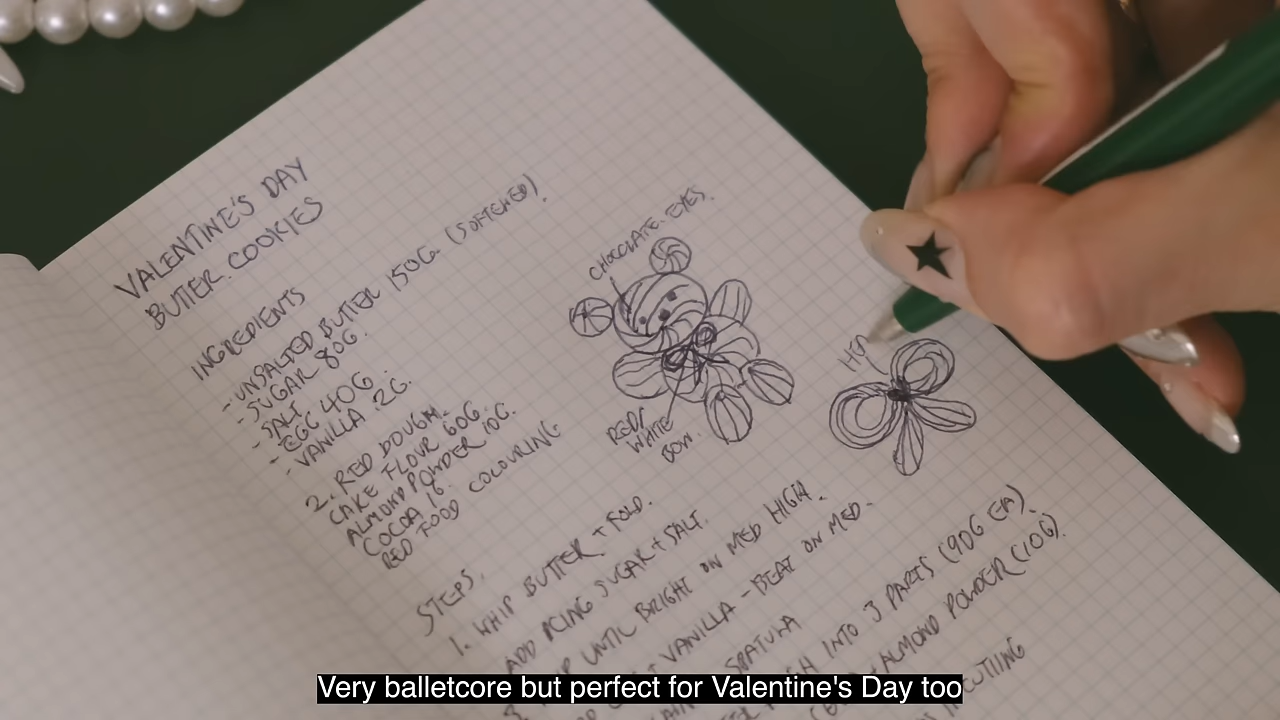 VALENTINE'S DAY
BUTTER COOKIES
INGREDIENTS
- UNSALTED BUTTER 150G (SOFTENED).
- SUGAR 80G.
- SALT
- EGG 40G.
- VANILLA 2G.
2. RED DOUGH.
CAKE FLOUR 60G.
ALMOND POWDER 10G.
COCOA 1G.
RED FOOD COLOURING
CHOCOLATE EYES.
RED/
WHITE
BOW.
STEPS.
1. WHIP BUTTER + FOLD.
ADD ICING SUGAR + SALT.
UNTIL BRIGHT ON MED HIGH.
VANILLA - BEAT ON MED.
SPATULA
INTO 3 PARTS (90G EA).
ALMOND POWDER (10G).
Very balletcore but perfect for Valentine's Day too